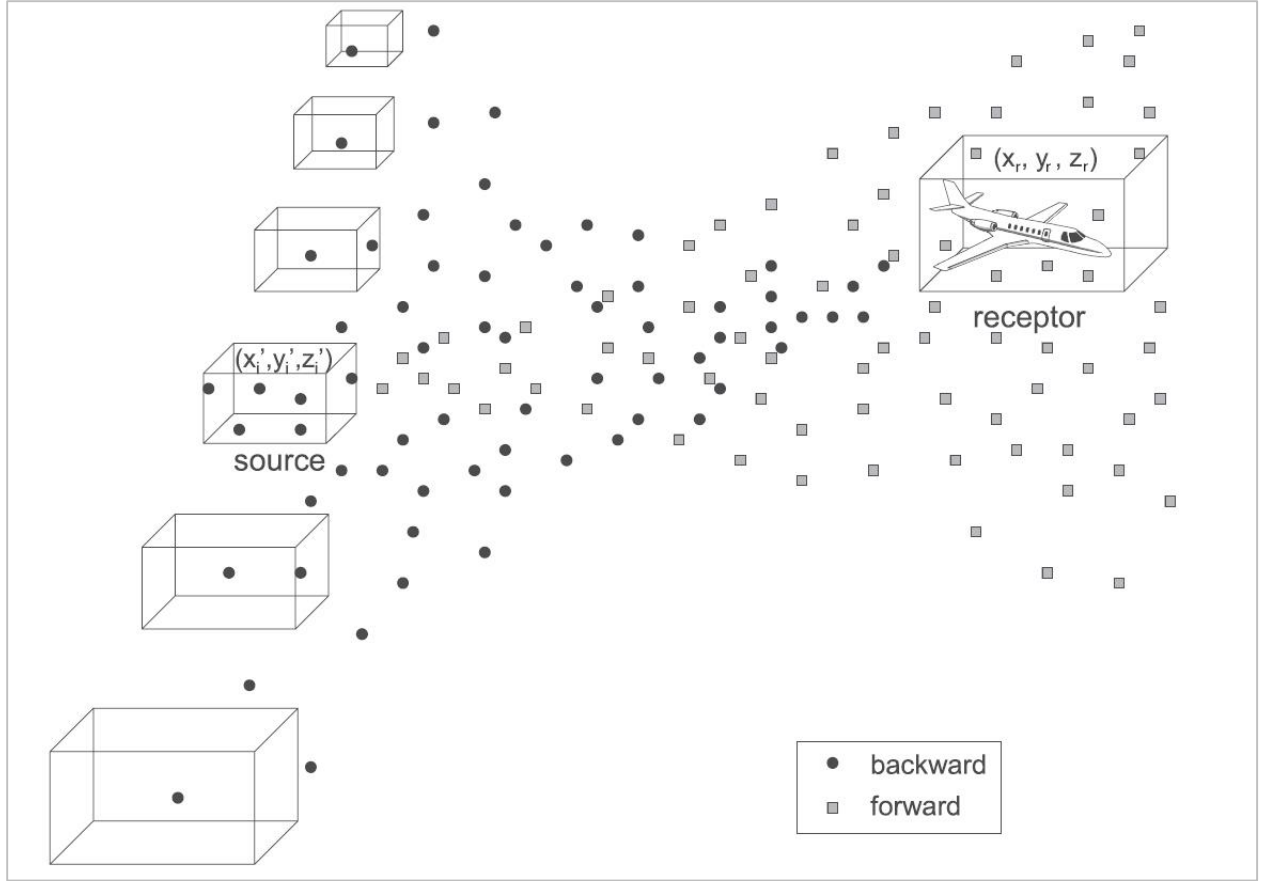 (xᵣ, yᵣ, zᵣ)
receptor
(xᵢ',yᵢ',zᵢ')
source
backward
forward